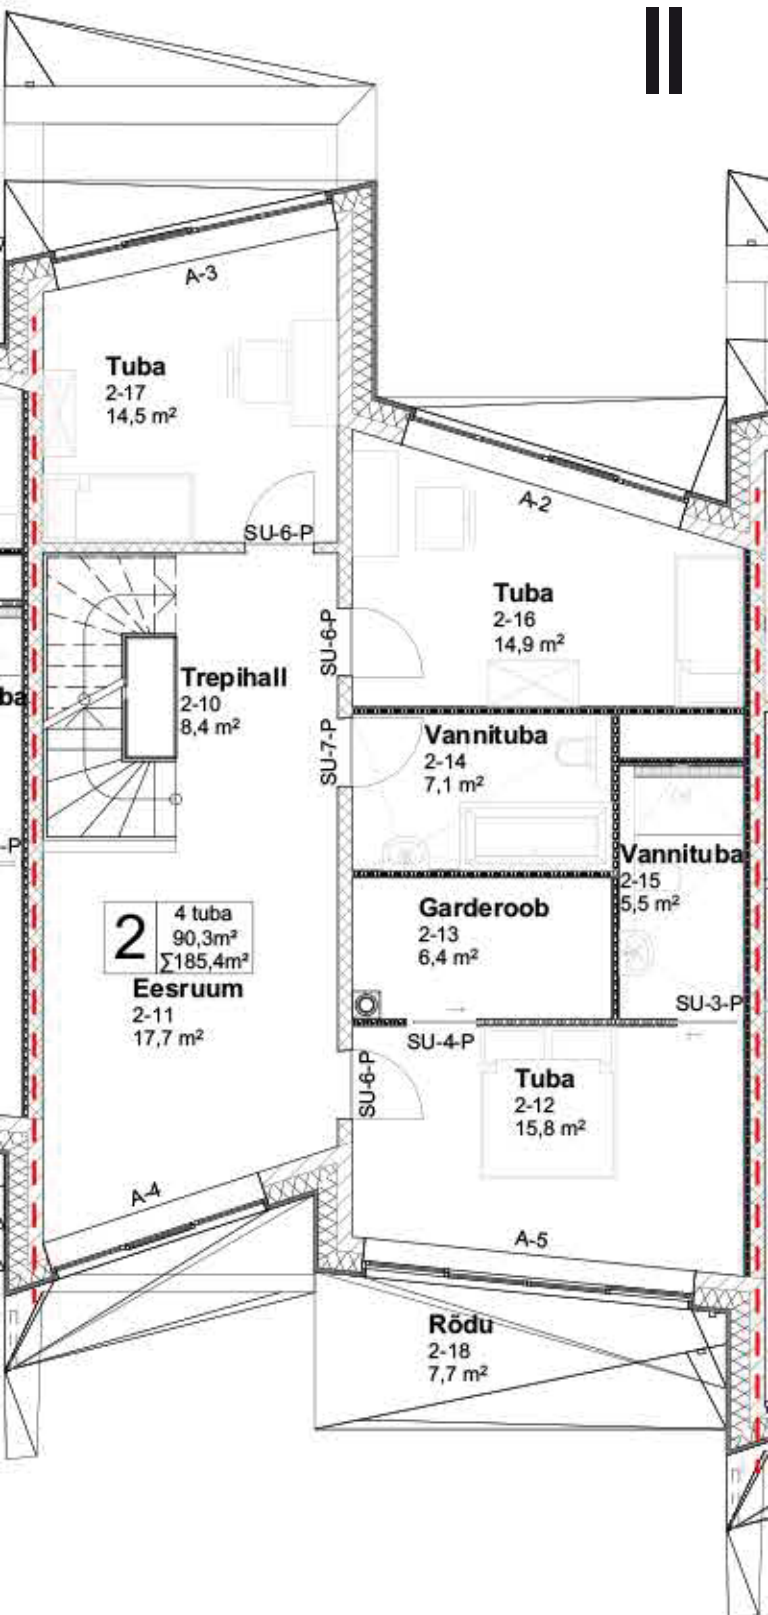 II
A-3
Tuba
2-17
14,5 m²
SU-6-P
A-2
Tuba
2-16
14,9 m²
SU-6-P
Trepihall
2-10
8,4 m²
ba
SU-7-P
Vannituba
2-14
7,1 m²
-P
Vannituba
2-15
5,5 m²
2
4 tuba
90,3m²
∑185,4m²
Garderoob
2-13
6,4 m²
Eesruum
2-11
17,7 m²
SU-3-P
SU-4-P
SU-6-P
Tuba
2-12
15,8 m²
A-4
A-5
Rõdu
2-18
7,7 m²